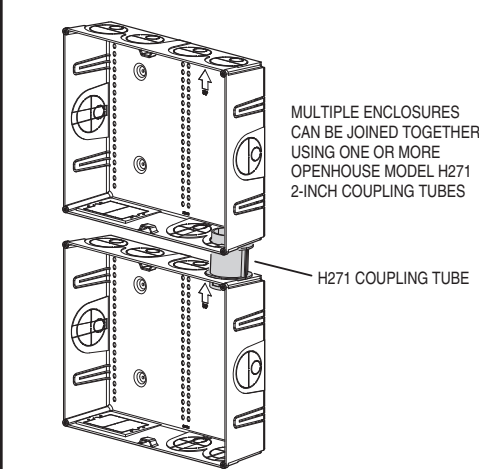 MULTIPLE ENCLOSURES
CAN BE JOINED TOGETHER
USING ONE OR MORE
OPENHOUSE MODEL H271
2-INCH COUPLING TUBES
H271 COUPLING TUBE